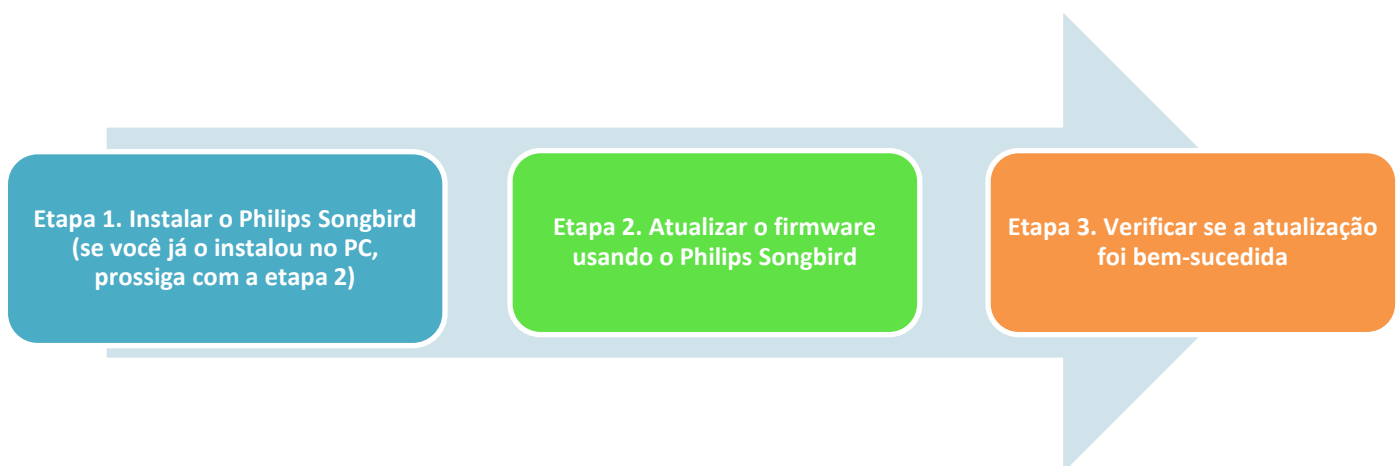 Etapa 1. Instalar o Philips Songbird
(se você já o instalou no PC,
prossiga com a etapa 2)
Etapa 2. Atualizar o firmware
usando o Philips Songbird
Etapa 3. Verificar se a atualização
foi bem-sucedida